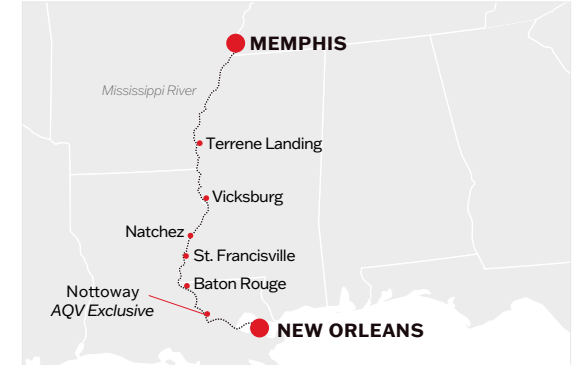 MEMPHIS
Mississippi River
Terrene Landing
Vicksburg
Natchez
St. Francisville
Baton Rouge
Nottoway
AQV Exclusive
NEW ORLEANS